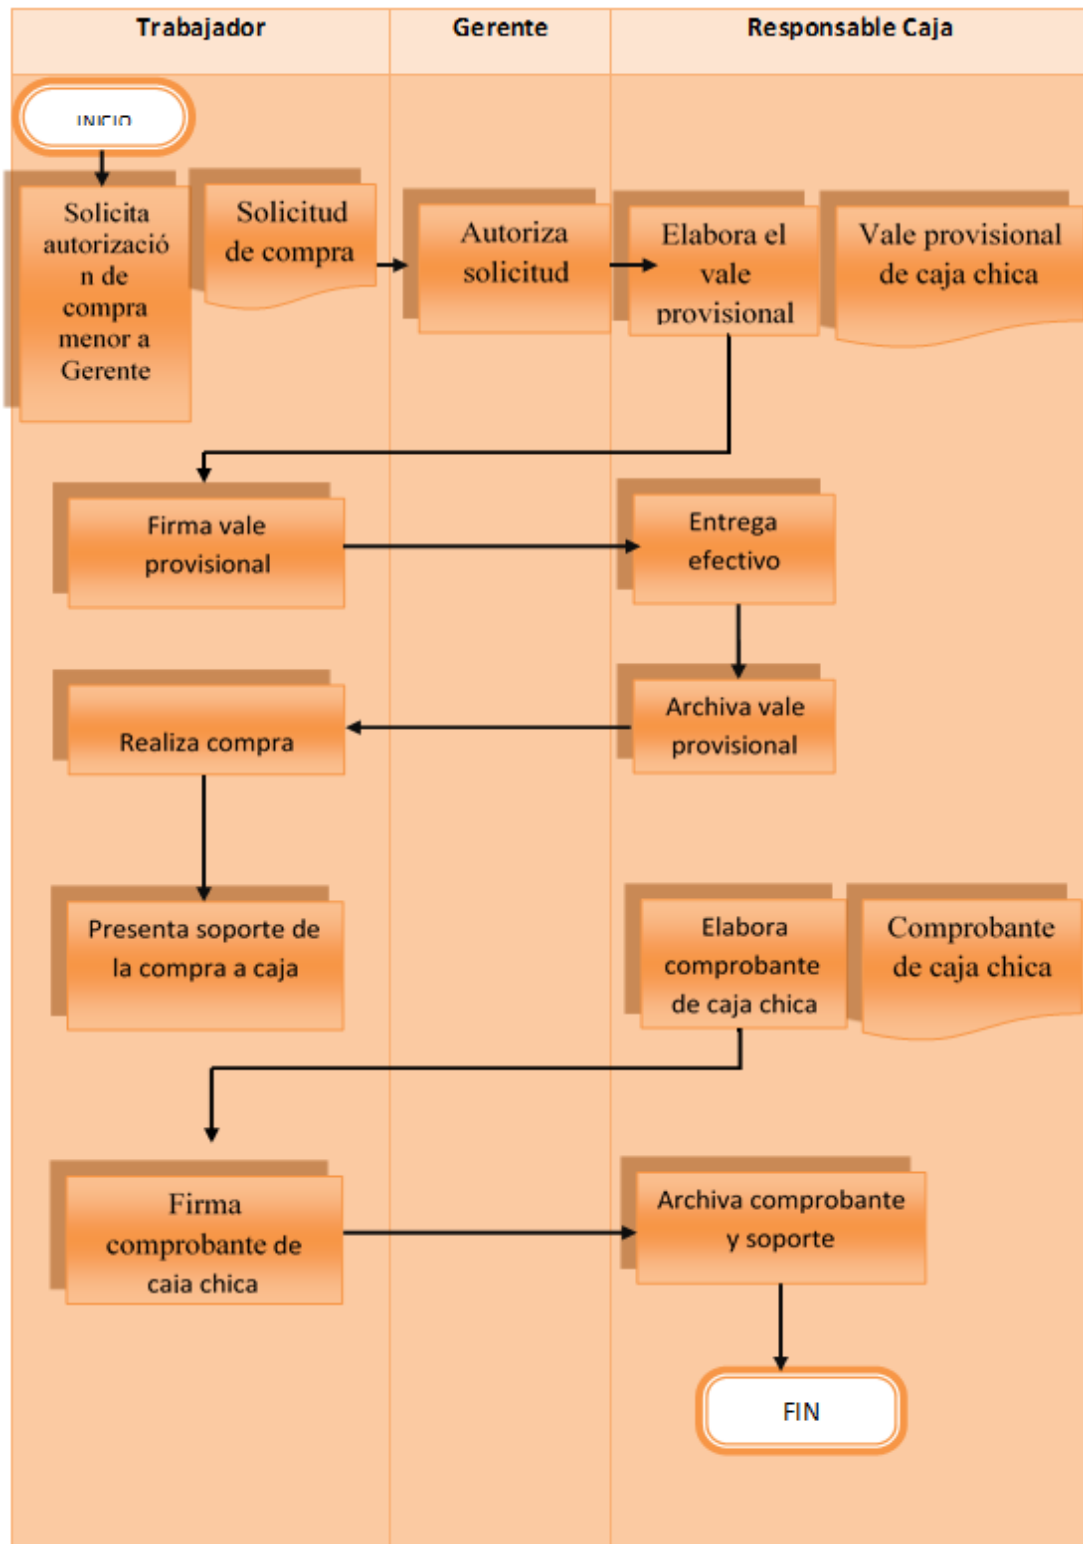 Trabajador
Gerente
Responsable Caja
INICIO
Solicita
autorizació
n de
compra
menor a
Gerente
Solicitud
de compra
Autoriza
solicitud
Elabora el
vale
provisional
Vale provisional
de caja chica
Firma vale
provisional
Entrega
efectivo
Archiva vale
provisional
Realiza compra
Presenta soporte de
la compra a caja
Elabora
comprobante
de caja chica
Comprobante
de caja chica
Firma
comprobante de
caja chica
Archiva comprobante
y soporte
FIN